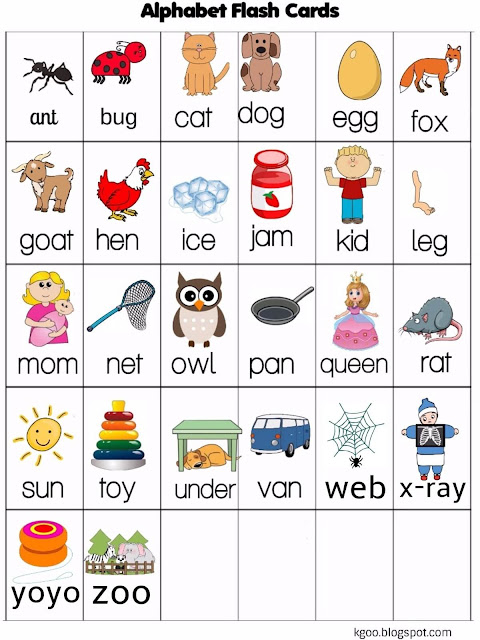 Alphabet Flash Cards
ant bug cat dog egg fox
goat hen ice jam kid leg
mom net owl pan queen rat
sun toy under van web x-ray
yoyo zoo
kgoo.blogspot.com